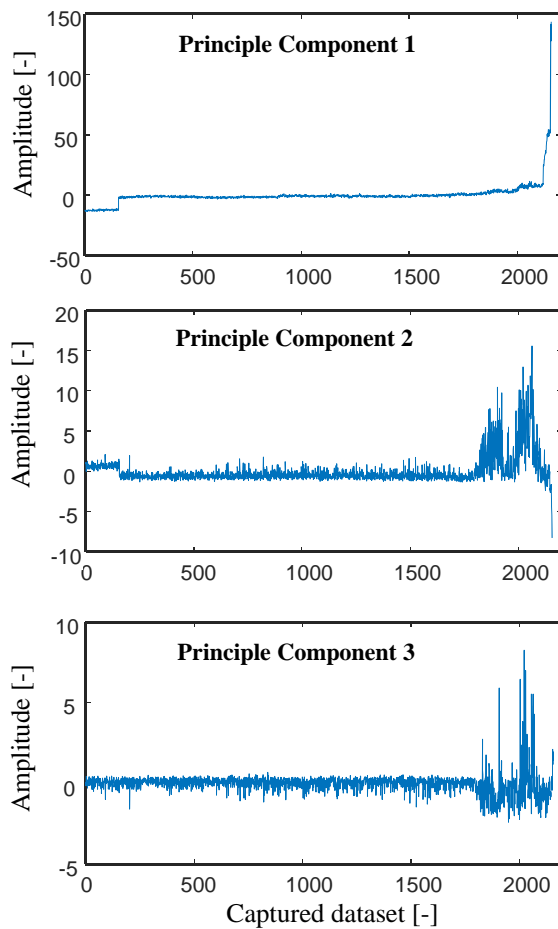 150
Principle Component 1
100
50
0
-50
Amplitude [-]
0 500 1000 1500 2000
20
Principle Component 2
15
10
5
0
-5
-10
Amplitude [-]
0 500 1000 1500 2000
10
Principle Component 3
5
0
-5
Amplitude [-]
0 500 1000 1500 2000
Captured dataset [-]